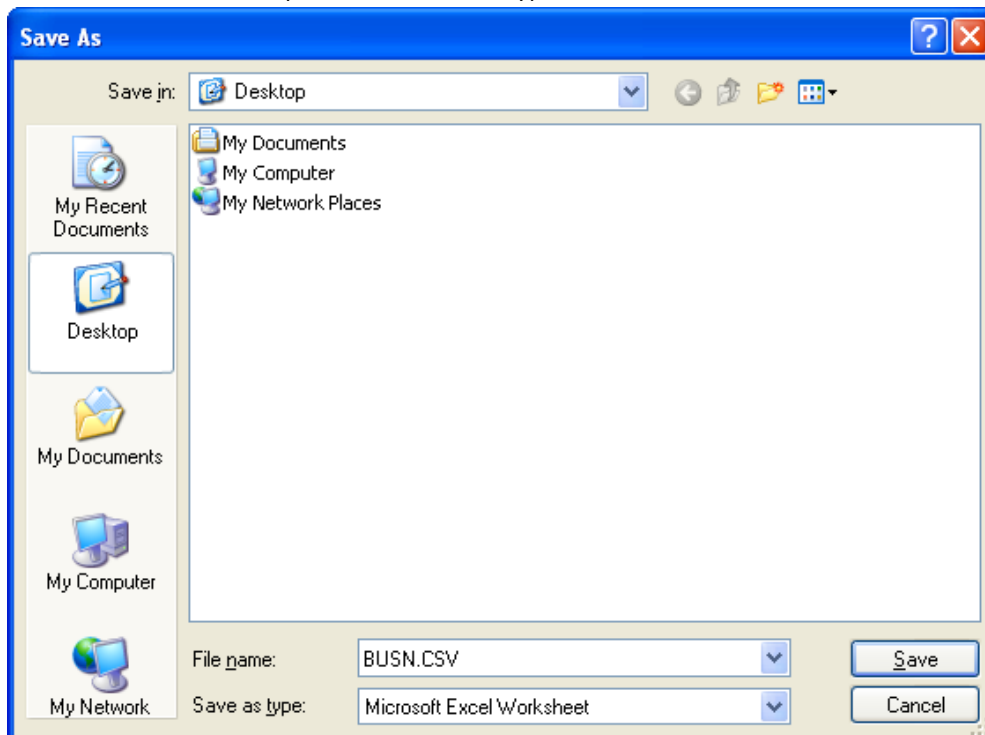 Save As
?
Save in:
Desktop
My Documents
My Computer
My Network Places
My Recent
Documents
Desktop
My Documents
My Computer
My Network
File name:
BUSN.CSV
Save
Save as type:
Microsoft Excel Worksheet
Cancel